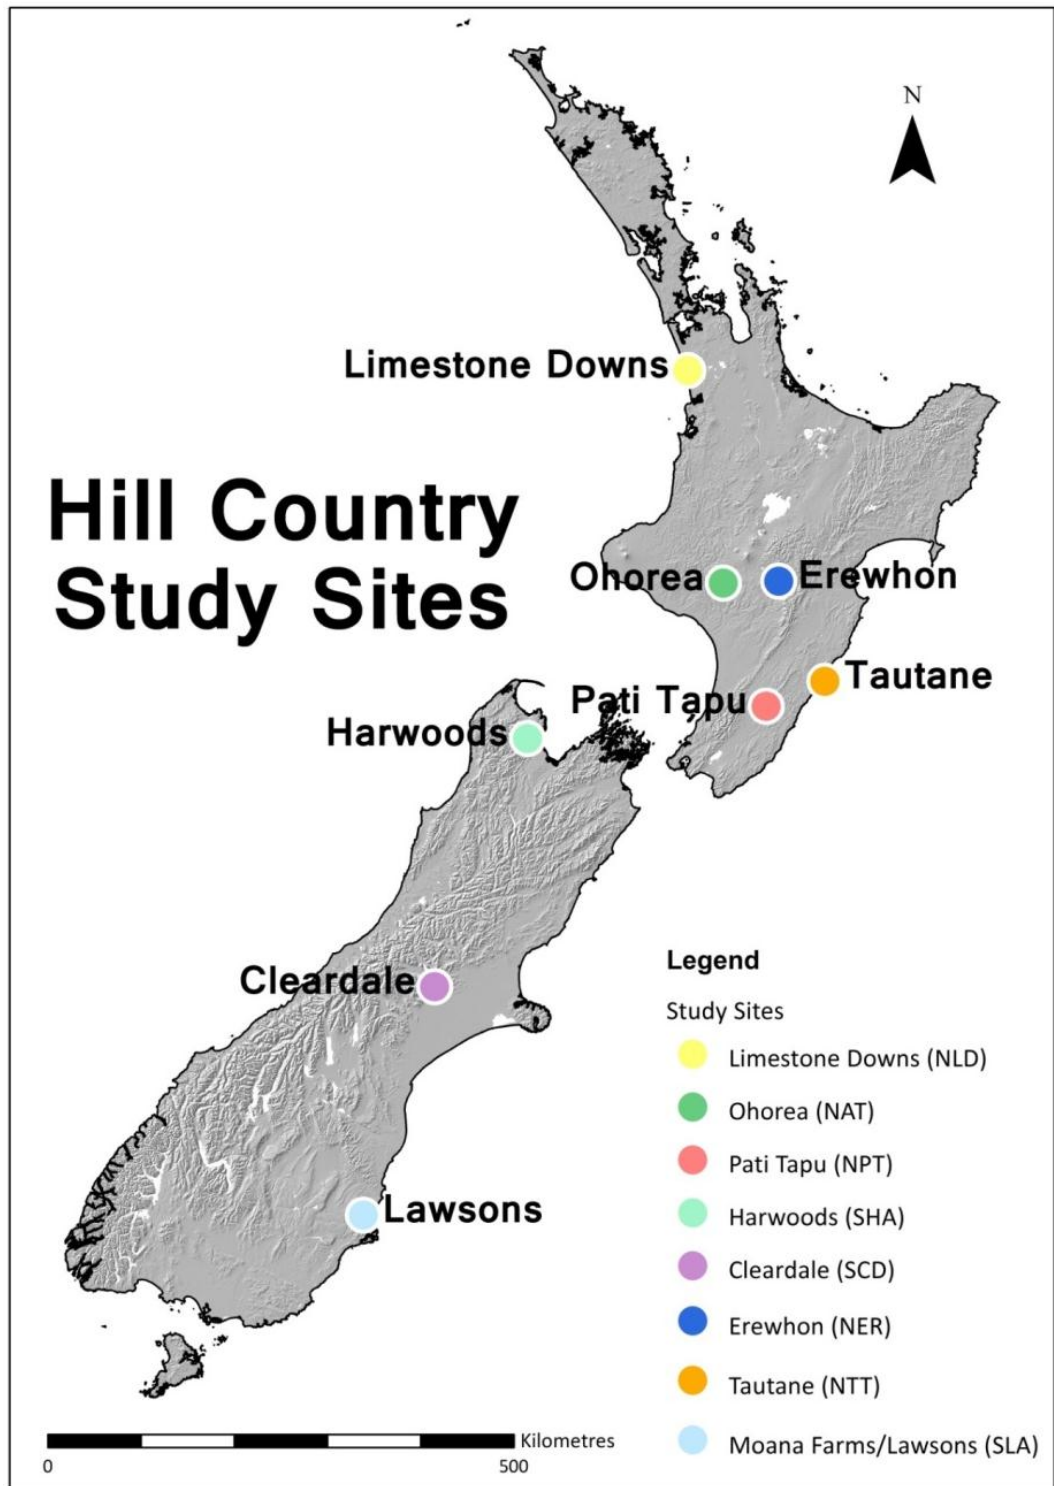 N
Limestone Downs
Hill Country
Study Sites
Ohorea
Erewhon
Tautane
Pati Tapu
Harwoods
Cleardale
Lawsons
Legend
Study Sites
Limestone Downs (NLD)
Ohorea (NAT)
Pati Tapu (NPT)
Harwoods (SHA)
Cleardale (SCD)
Erewhon (NER)
Tautane (NTT)
Moana Farms/Lawsons (SLA)
Kilometres
0
500